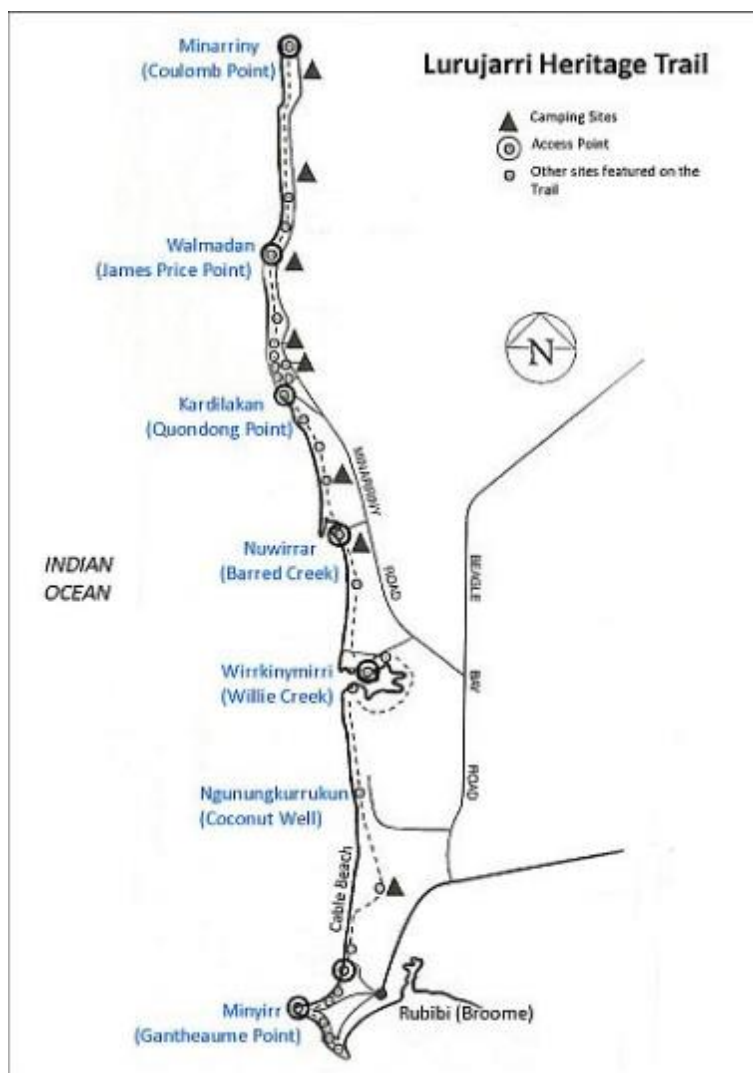 Lurujarri Heritage Trail
Camping Sites
Access Point
Other sites featured on the
Trail
Minarriny
(Coulomb Point)
Walmadan
(James Price Point)
N
Kardilakan
(Quondong Point)
MINARRINY
ROAD
INDIAN
OCEAN
Nuwirrar
(Barred Creek)
BEAGLE
BAY
ROAD
Wirrkinymirri
(Willie Creek)
Ngunungkurrukun
(Coconut Well)
Cable Beach
Minyirr
(Gantheaume Point)
Rubibi (Broome)